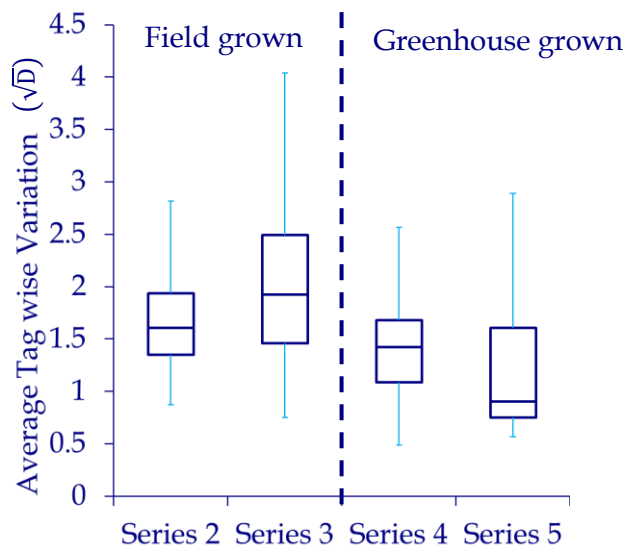 Average Tag wise Variation (√D)
4.5
4
3.5
3
2.5
2
1.5
1
0.5
0
Field grown
Greenhouse grown
Series 2 Series 3 Series 4 Series 5